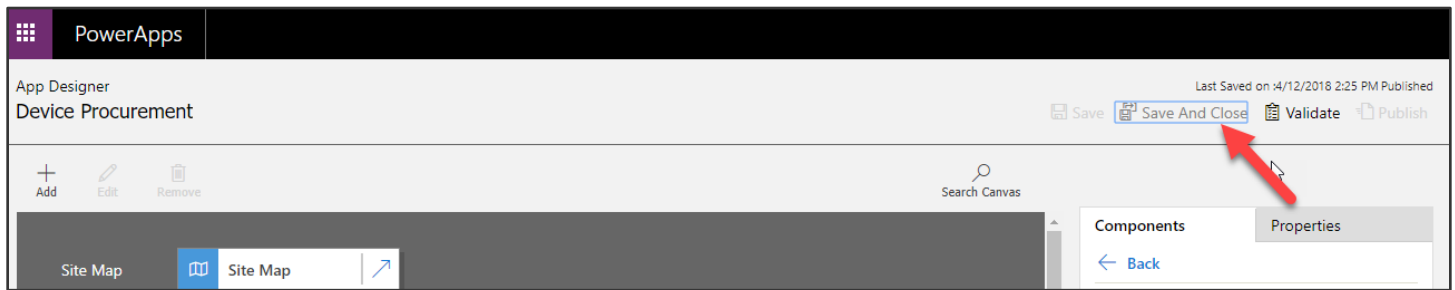 PowerApps
App Designer
Last Saved on :4/12/2018 2:25 PM Published
Device Procurement
Save Save And Close Validate Publish
Add Edit Remove Search Canvas
Components Properties
Site Map Site Map
Back